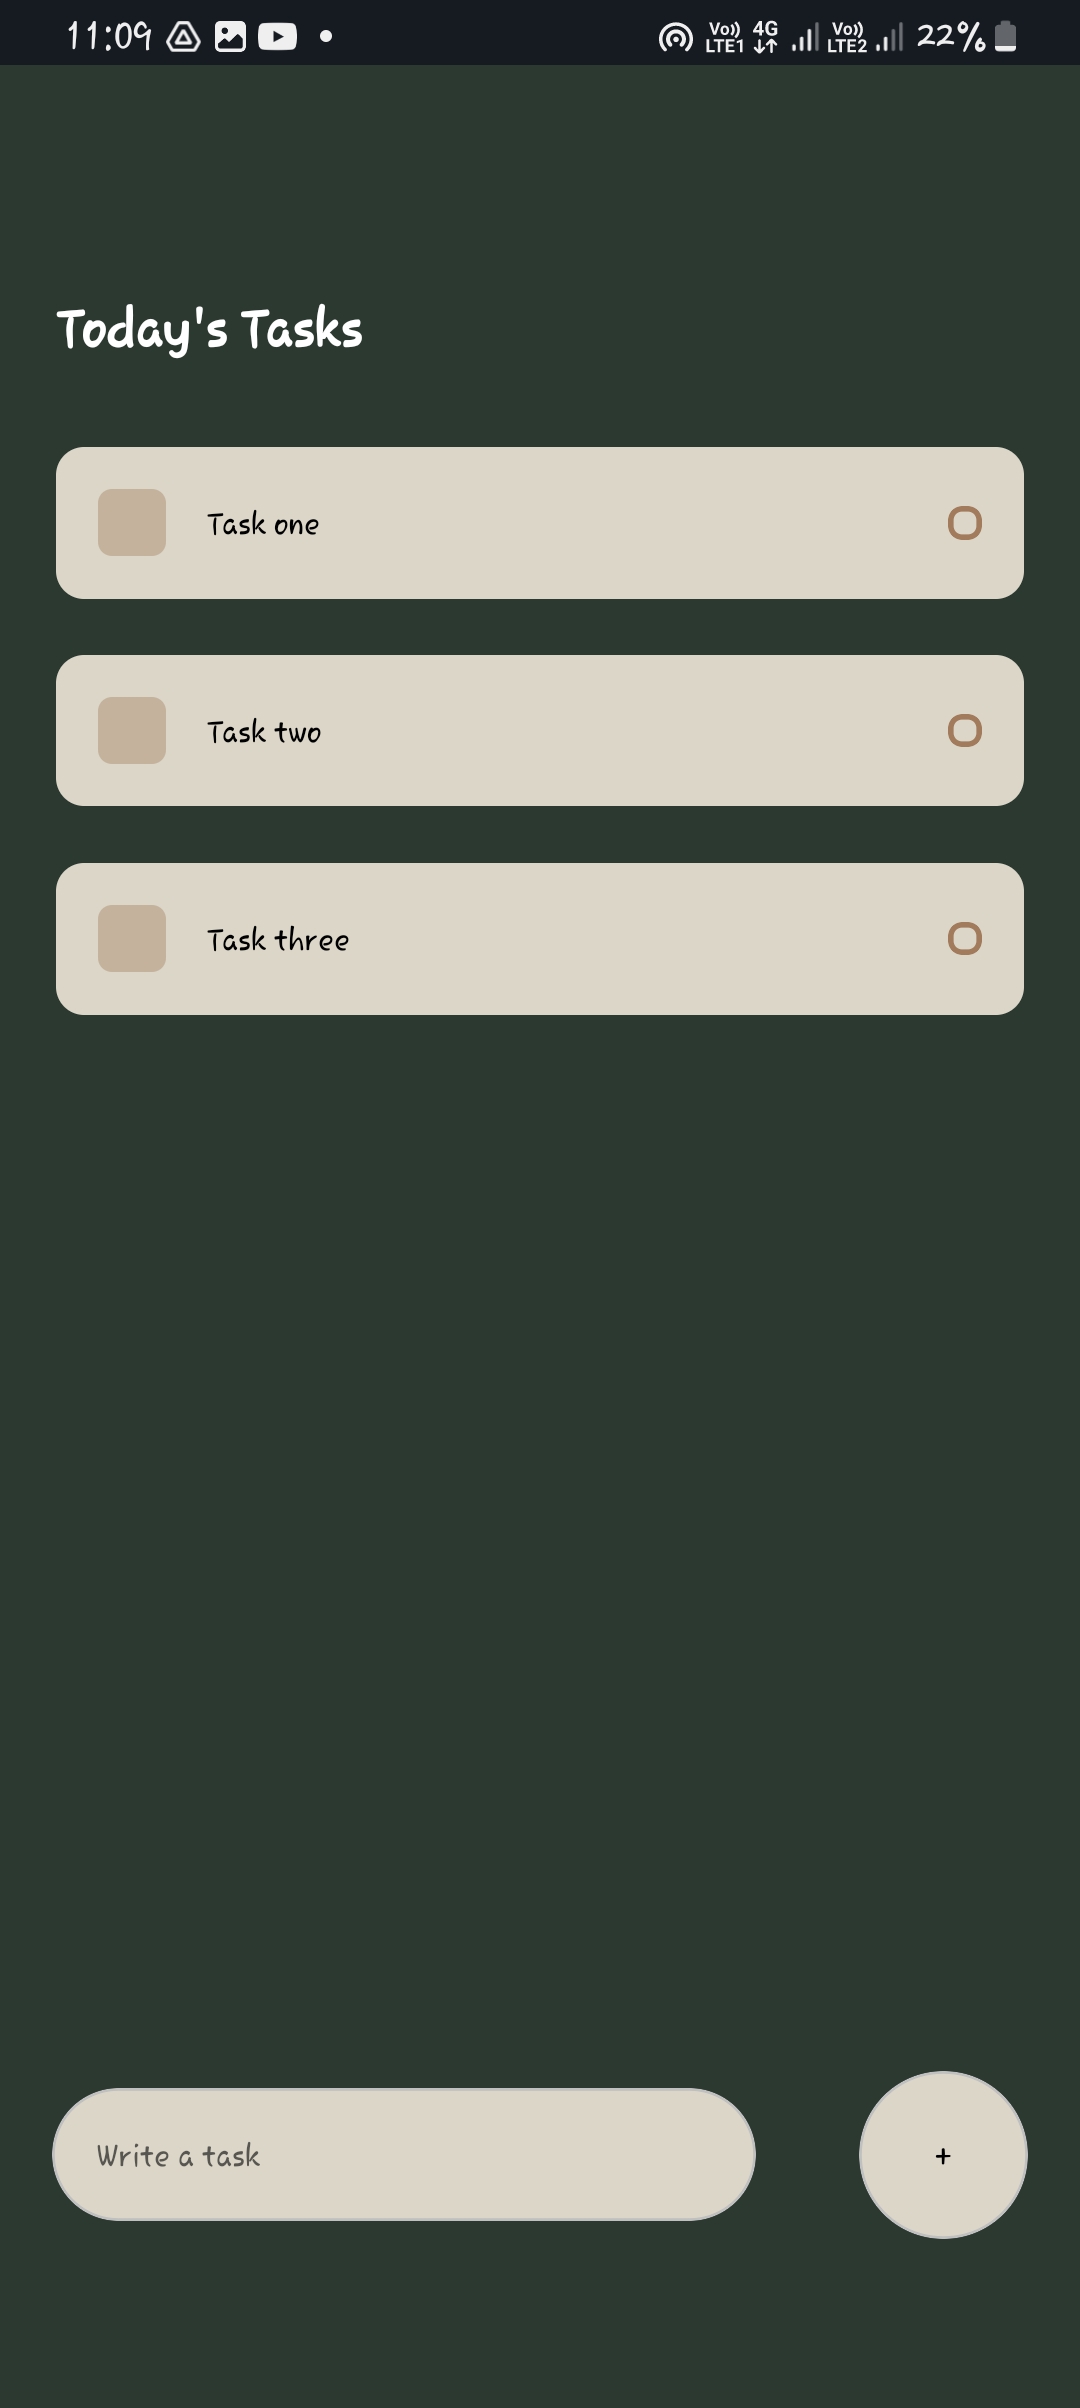 11:09 Vo)) LTE1 4G Vo)) LTE2 22%
Today's Tasks
Task one
Task two
Task three
Write a task +